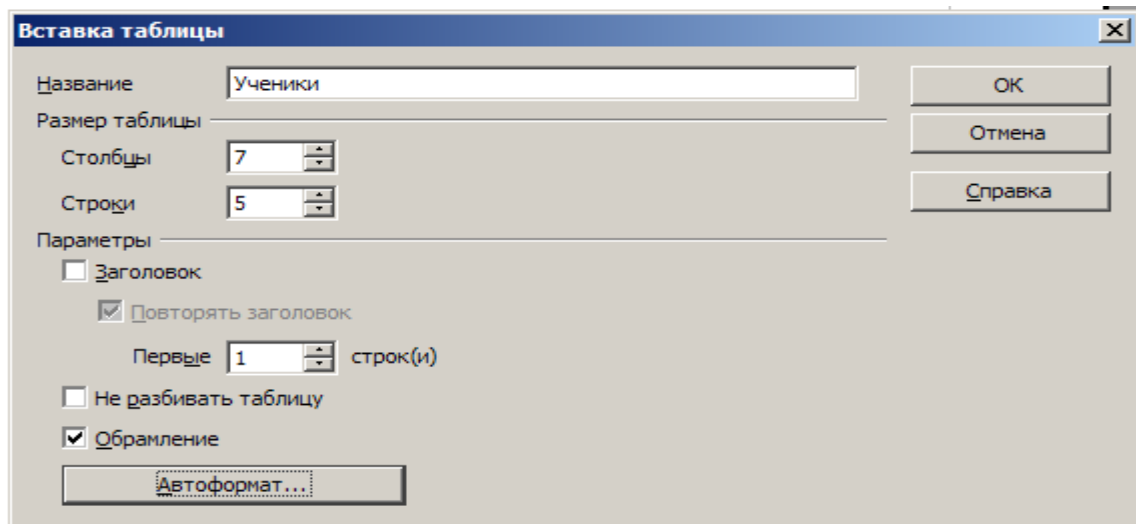 Вставка таблицы
Название Ученики
OK
Размер таблицы
Отмена
Столбцы 7
Строки 5
Справка
Параметры
Заголовок
Повторять заголовок
Первые 1 строк(и)
Не разбивать таблицу
Обрамление
Автоформат...